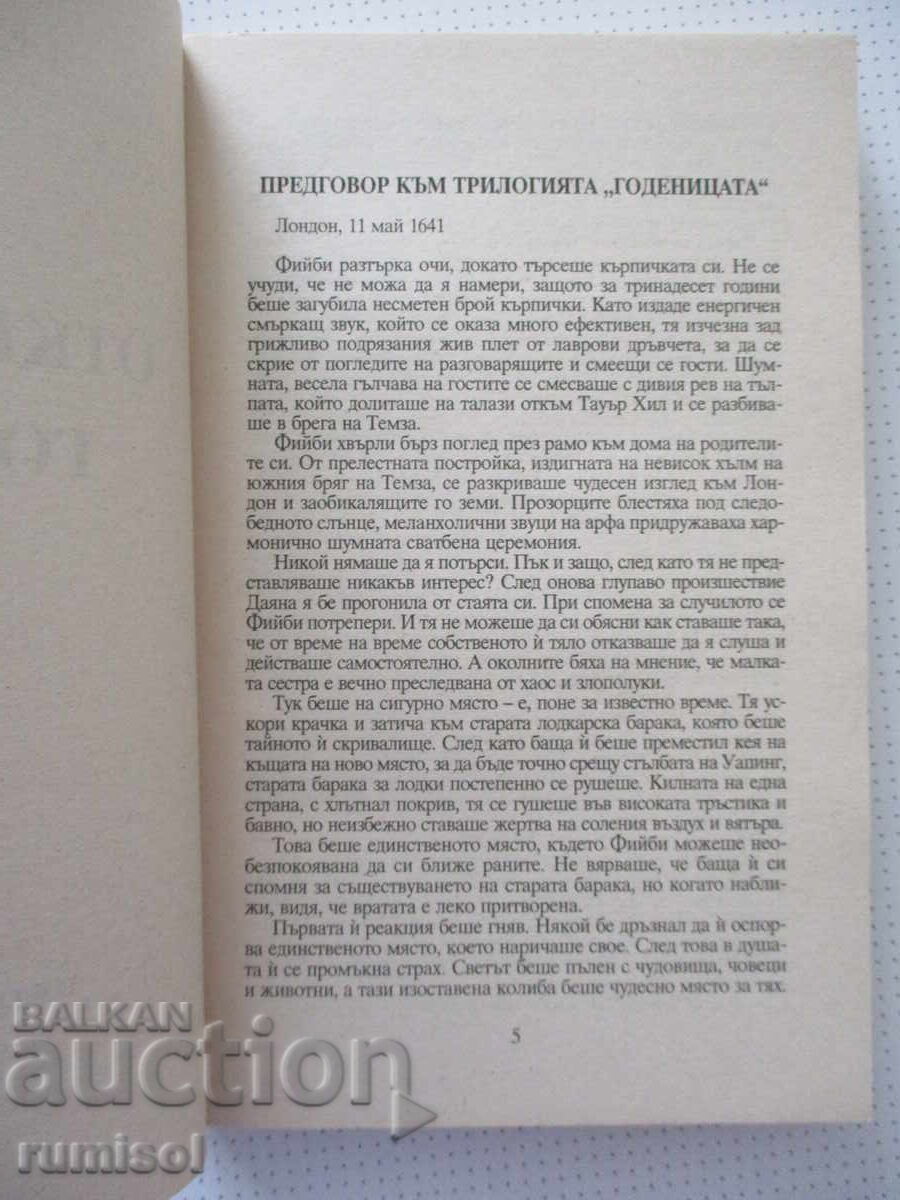 ПРЕДГОВОР КЪМ ТРИЛОГИЯТА „ГОДЕНИЦАТА“
Лондон, 11 май 1641
Фийби разтърка очи, докато търсеше кърпичката си. Не се
учуди, че не можа да я намери, защото за тринадесет години
беше загубила несметен брой кърпички. Като издаде енергичен
смъркащ звук, който се оказа много ефективен, тя изчезна зад
грижливо подрязания жив плет от лаврови дръвчета, за да се
скрие от погледите на разговарящите и смеещи се гости. Шум-
ната, весела глъчава на гостите се смесваше с дивия рев на тъл-
пата, който долиташе на талази откъм Тауър Хил и се разбива-
ше в брега на Темза.
Фийби хвърли бърз поглед през рамо към дома на родители-
те си. От прелестната постройка, издигната на невисок хълм на
южния бряг на Темза, се разкриваше чудесен изглед към Лон-
дон и заобикалящите го земи. Прозорците блестяха под следо-
бедното слънце, меланхолични звуци на арфа придружаваха хар-
монично шумната сватбена церемония.
Никой нямаше да я потърси. Пък и защо, след като тя не пред-
ставляваше никакъв интерес? След онова глупаво произшествие
Даяна я бе прогонила от стаята си. При спомена за случилото се
Фийби потрепери. И тя не можеше да си обясни как ставаше така,
че от време на време собственото ѝ тяло отказваше да я слуша и
действаше самостоятелно. А околните бяха на мнение, че малка-
та сестра е вечно преследвана от хаос и злополуки.
Тук беше на сигурно място – е, поне за известно време. Тя ус-
кори крачка и затича към старата лодкарска барака, която беше
тайното ѝ скривалище. След като баща ѝ беше преместил кея на
къщата на ново място, за да бъде точно срещу стълбата на Уапинг,
старата барака за лодки постепенно се рушеше. Килната на една
страна, с хлътнал покрив, тя се гушеше във високата тръстика и
бавно, но неизбежно ставаше жертва на соления въздух и вятъра.
Това беше единственото място, където Фийби можеше нео-
безпокоявана да си ближе раните. Не вярваше, че баща ѝ си
спомня за съществуването на старата барака, но когато набли-
жи, видя, че вратата е леко притворена.
Първата ѝ реакция беше гняв. Някой бе дръзнал да ѝ оспор-
ва единственото място, което наричаше свое. След това в душа-
та ѝ се промъкна страх. Светът беше пълен с чудовища, човеци
и животни, а тази изоставена колиба беше чудесно място за тях.
5
BALKAN
auction
rumisol